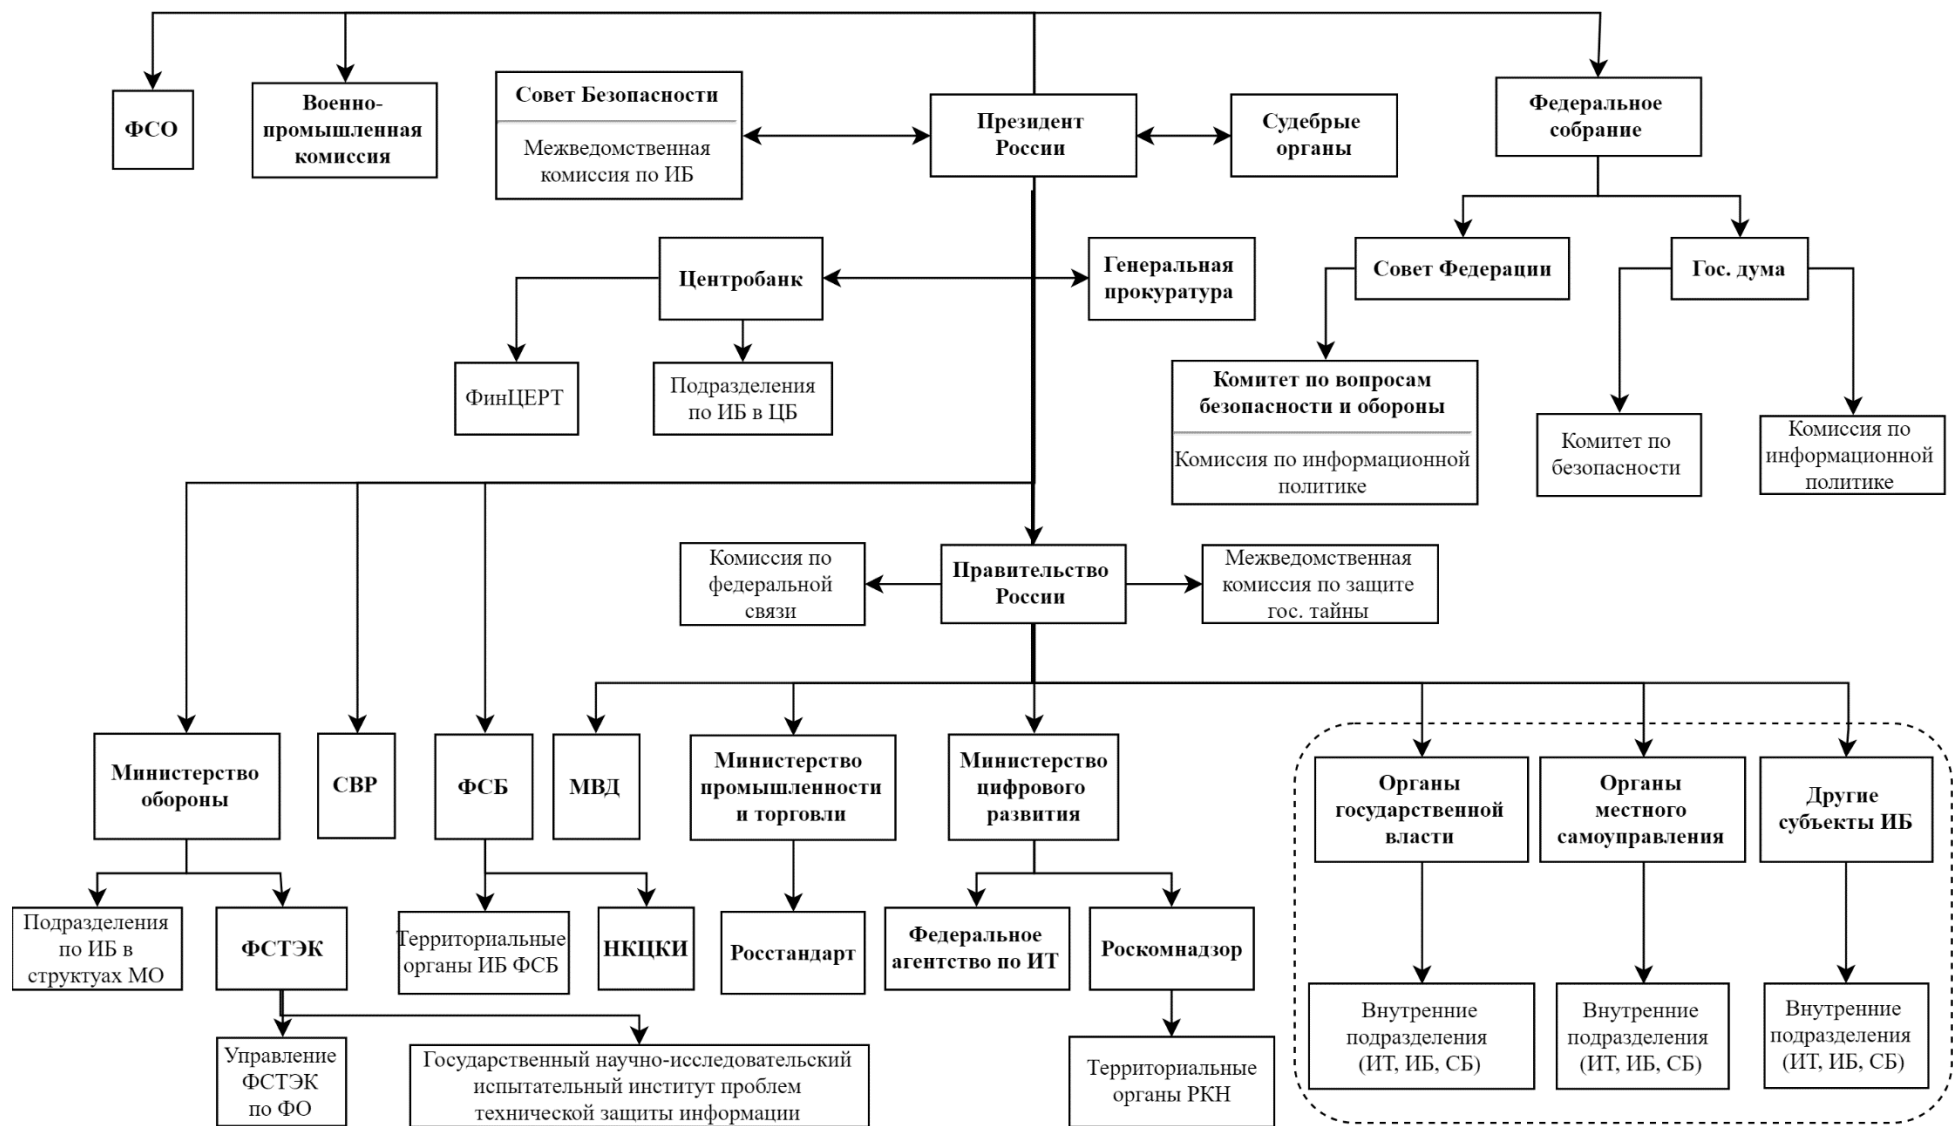 ФСО
Военно-
промышленная
комиссия
Совет Безопасности
Межведомственная
комиссия по ИБ
Президент
России
Судебрые
органы
Федеральное
собрание
Центробанк
Генеральная
прокуратура
Совет Федерации
Гос. дума
ФинЦЕРТ
Подразделения
по ИБ в ЦБ
Комитет по вопросам
безопасности и обороны
Комиссия по информационной
политике
Комитет по
безопасности
Комиссия по
информационной
политике
Комиссия по
федеральной
связи
Правительство
России
Межведомственная
комиссия по защите
гос. тайны
Министерство
обороны
СВР
ФСБ
МВД
Министерство
промышленности
и торговли
Министерство
цифрового
развития
Органы
государственной
власти
Органы
местного
самоуправления
Другие
субъекты ИБ
Подразделения
по ИБ в
структуах МО
ФСТЭК
Территориальные
органы ИБ ФСБ
НКЦКИ
Росстандарт
Федеральное
агентство по ИТ
Роскомнадзор
Внутренние
подразделения
(ИТ, ИБ, СБ)
Внутренние
подразделения
(ИТ, ИБ, СБ)
Внутренние
подразделения
(ИТ, ИБ, СБ)
Управление
ФСТЭК
по ФО
Государственный научно-исследовательский
испытательный институт проблем
технической защиты информации
Территориальные
органы РКН